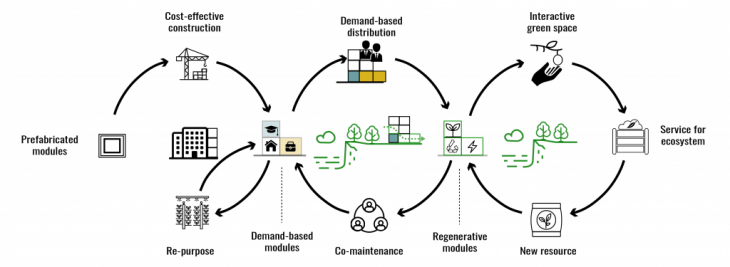 Cost-effective
construction
Demand-based
distribution
Interactive
green space
Prefabricated
modules
Service for
ecosystem
Re-purpose
Demand-based
modules
Co-maintenance
Regenerative
modules
New resource